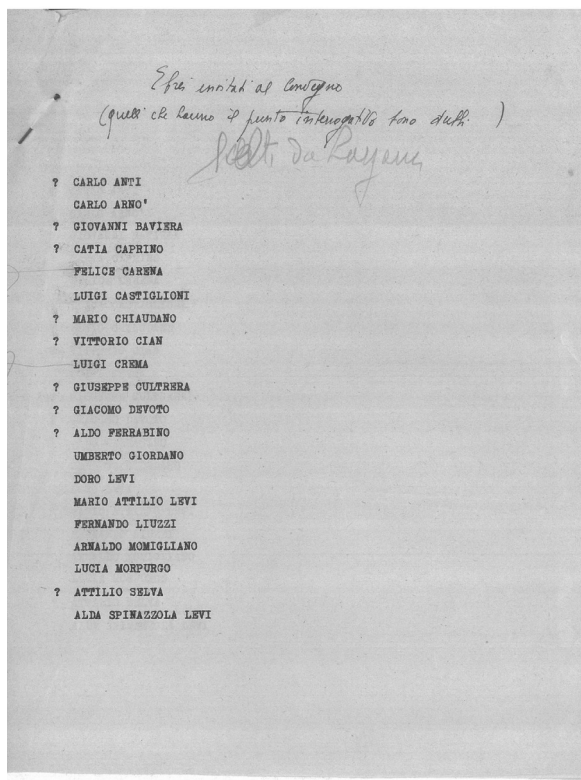 Ebrei invitati al Convegno
(quelli che hanno il punto interrogativo sono dubbi)
scelti da
? CARLO ANTI
CARLO ARNO'
? GIOVANNI BAVIERA
? CATIA CAPRINO
FELICE CARENA
LUIGI CASTIGLIONI
? MARIO CHIAUDANO
? VITTORIO CIAN
LUIGI CREMA
? GIUSEPPE CULTRERA
? GIACOMO DEVOTO
? ALDO FERRABINO
UMBERTO GIORDANO
DORO LEVI
MARIO ATTILIO LEVI
FERNANDO LIUZZI
ARNALDO MOMIGLIANO
LUCIA MORPURGO
? ATTILIO SELVA
ALDA SPINAZZOLA LEVI